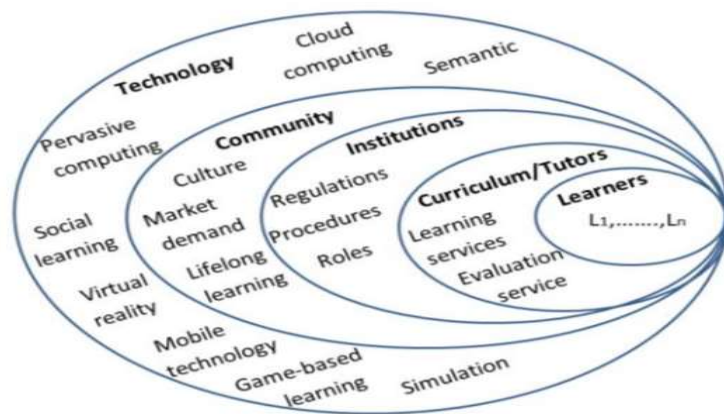 Technology
Cloud
computing
Semantic
Pervasive
computing
Social
learning
Virtual
reality
Mobile
technology
Game-based
learning
Simulation
Community
Culture
Market
demand
Lifelong
learning
Institutions
Regulations
Procedures
Roles
Curriculum/Tutors
Learning
services
Evaluation
service
Learners
L1,.......,Ln